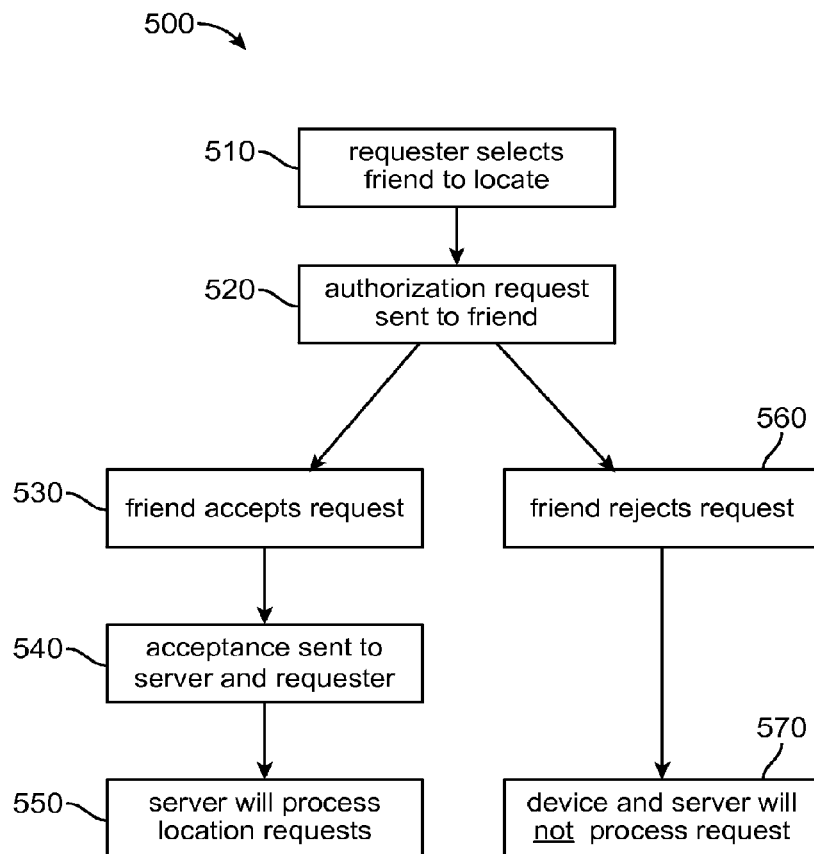 500
510
requester selects
friend to locate
520
authorization request
sent to friend
530
friend accepts request
560
friend rejects request
540
acceptance sent to
server and requester
550
server will process
location requests
570
device and server will
not process request